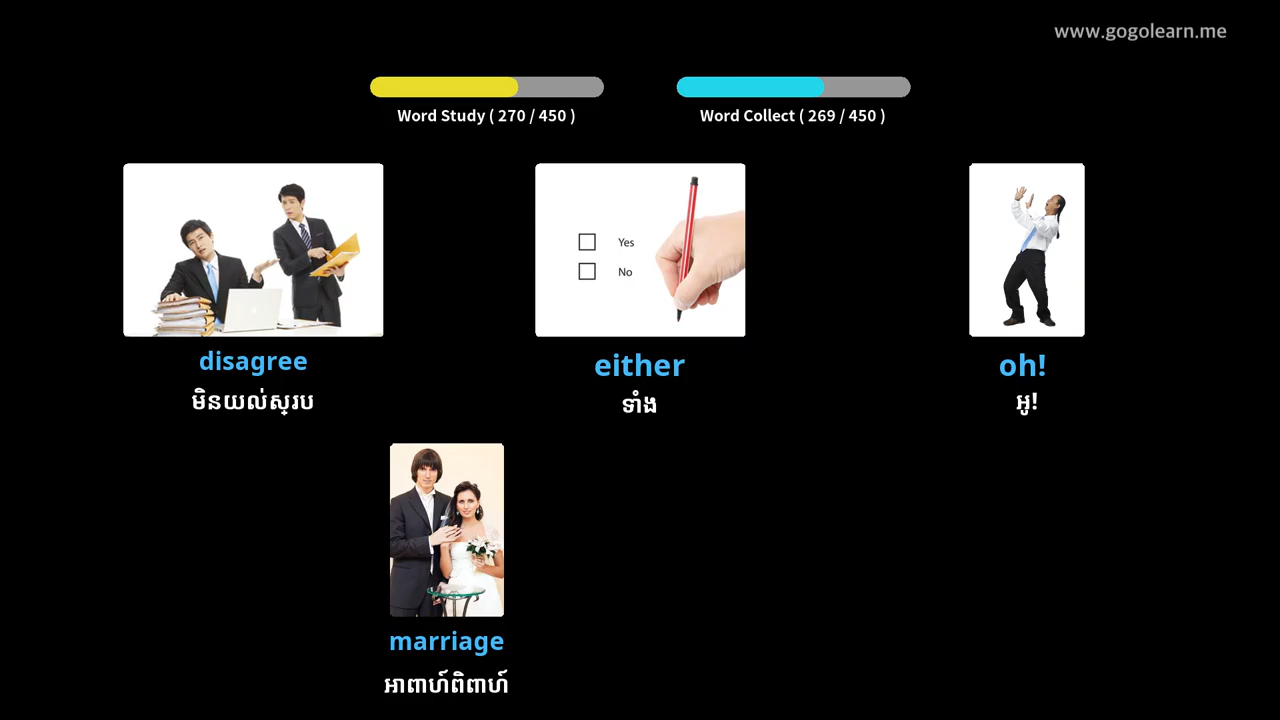 www.gogolearn.me
Word Study ( 270 / 450 )
Word Collect ( 269 / 450 )
Yes
No
disagree
either
oh!
មិនយល់ស្រប
ទាំង
អូ!
marriage
អាពាហ៍ពិពាហ៍